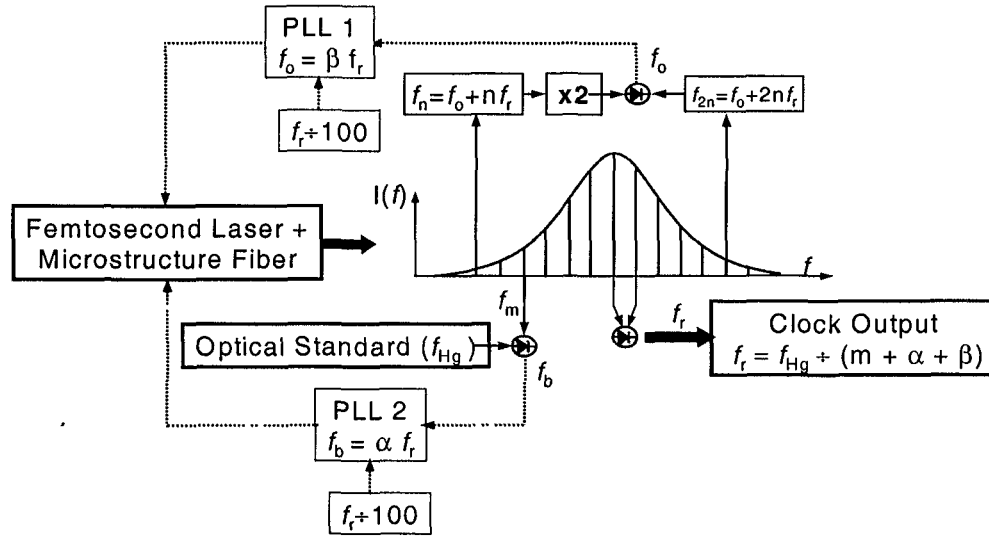 PLL 1
f_o = β f_r
f_r÷100
f_o
f_n=f_o+nf_r
x2
f_2n=f_o+2nf_r
I(f)
f
Femtosecond Laser +
Microstructure Fiber
f_m
f_r
Optical Standard (f_Hg)
f_b
Clock Output
f_r = f_Hg ÷ (m + α + β)
PLL 2
f_b = α f_r
f_r÷100